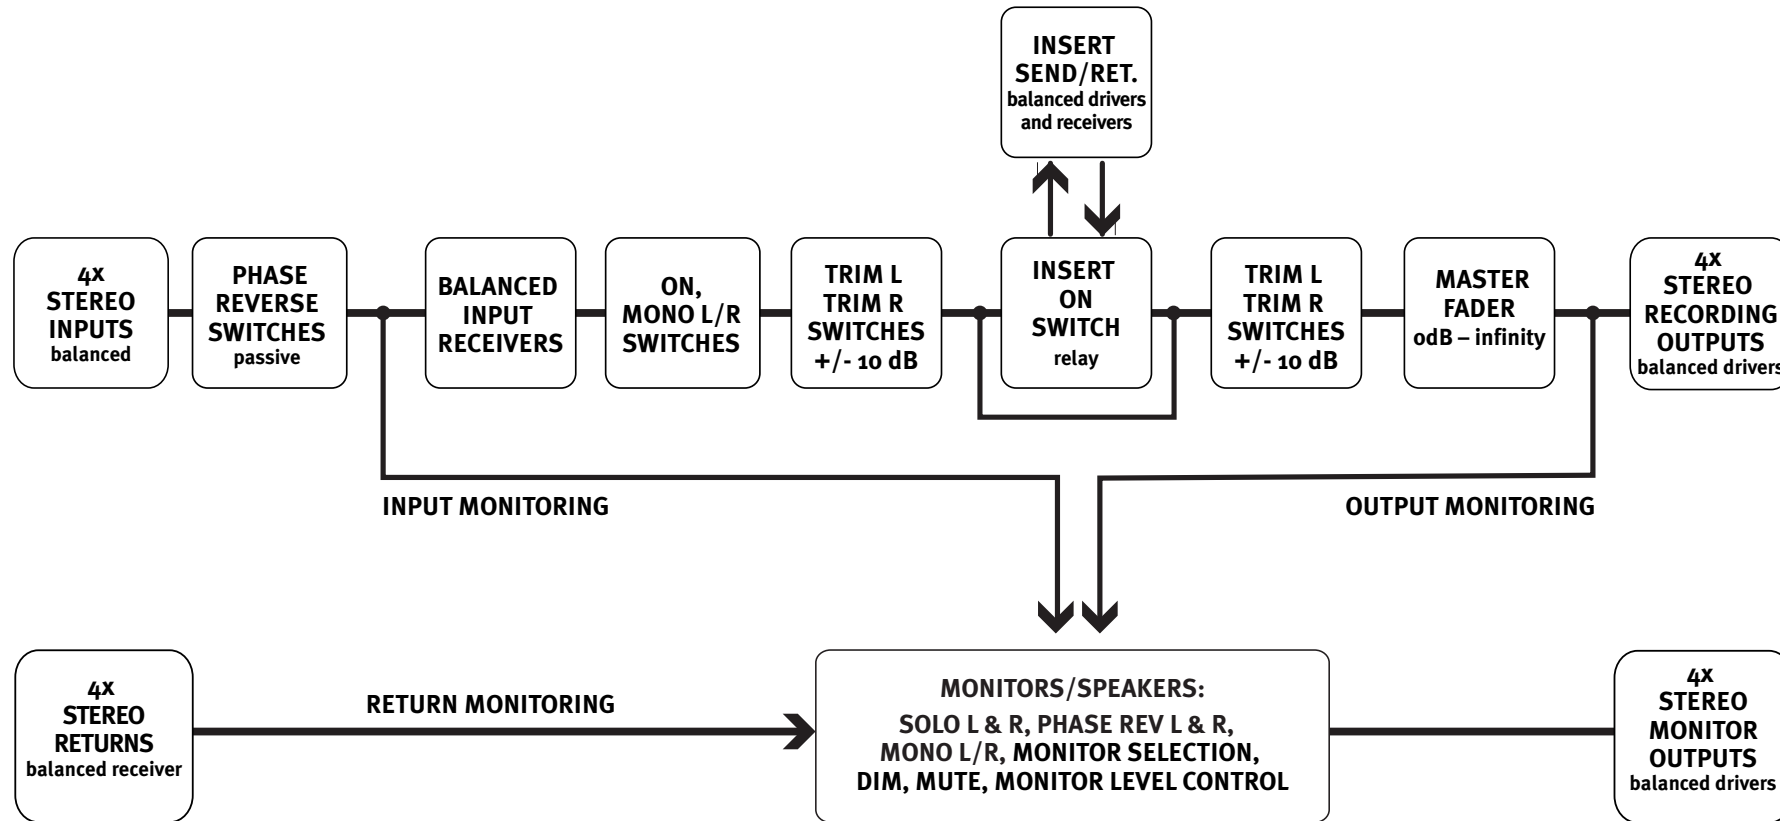 INSERT
SEND/RET.
balanced drivers
and receivers
4x
STEREO
INPUTS
balanced
PHASE
REVERSE
SWITCHES
passive
BALANCED
INPUT
RECEIVERS
ON,
MONO L/R
SWITCHES
TRIM L
TRIM R
SWITCHES
+/- 10 dB
INSERT
ON
SWITCH
relay
TRIM L
TRIM R
SWITCHES
+/- 10 dB
MASTER
FADER
0dB – infinity
4x
STEREO
RECORDING
OUTPUTS
balanced drivers
INPUT MONITORING
OUTPUT MONITORING
4x
STEREO
RETURNS
balanced receiver
RETURN MONITORING
MONITORS/SPEAKERS:
SOLO L & R, PHASE REV L & R,
MONO L/R, MONITOR SELECTION,
DIM, MUTE, MONITOR LEVEL CONTROL
4x
STEREO
MONITOR
OUTPUTS
balanced drivers